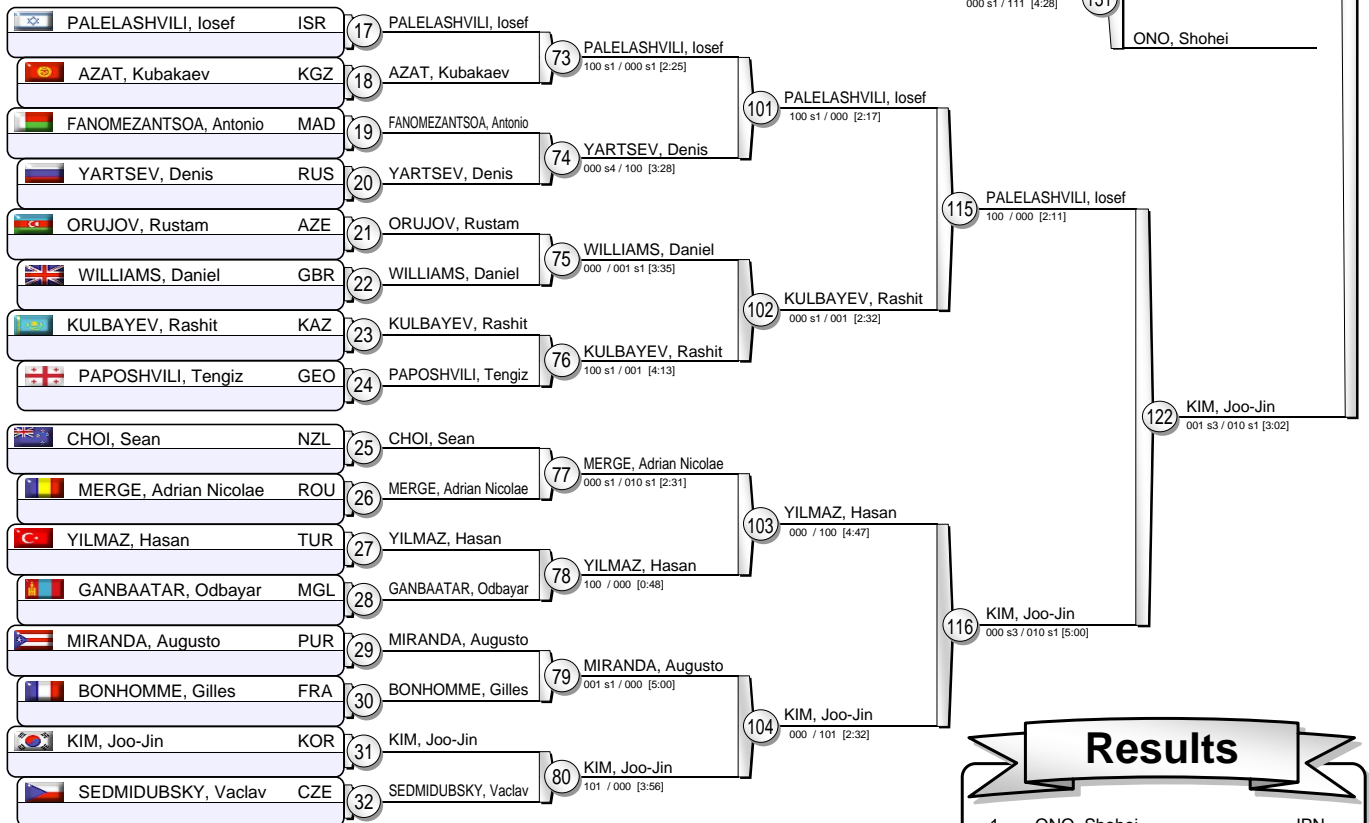 000 s1 / 111 [4:28]
131
ONO, Shohei
PALELASHVILI, Iosef ISR
AZAT, Kubakaev KGZ
FANOMEZANTSOA, Antonio MAD
YARTSEV, Denis RUS
ORUJOV, Rustam AZE
WILLIAMS, Daniel GBR
KULBAYEV, Rashit KAZ
PAPOSHVILI, Tengiz GEO
CHOI, Sean NZL
MERGE, Adrian Nicolae ROU
YILMAZ, Hasan TUR
GANBAATAR, Odbayar MGL
MIRANDA, Augusto PUR
BONHOMME, Gilles FRA
KIM, Joo-Jin KOR
SEDMIDUBSKY, Vaclav CZE
17 PALELASHVILI, Iosef
18 AZAT, Kubakaev
19 FANOMEZANTSOA, Antonio
20 YARTSEV, Denis
21 ORUJOV, Rustam
22 WILLIAMS, Daniel
23 KULBAYEV, Rashit
24 PAPOSHVILI, Tengiz
25 CHOI, Sean
26 MERGE, Adrian Nicolae
27 YILMAZ, Hasan
28 GANBAATAR, Odbayar
29 MIRANDA, Augusto
30 BONHOMME, Gilles
31 KIM, Joo-Jin
32 SEDMIDUBSKY, Vaclav
73 PALELASHVILI, Iosef
100 s1 / 000 s1 [2:25]
74 YARTSEV, Denis
000 s4 / 100 [3:28]
75 WILLIAMS, Daniel
000 / 001 s1 [3:35]
76 KULBAYEV, Rashit
100 s1 / 001 [4:13]
77 MERGE, Adrian Nicolae
000 s1 / 010 s1 [2:31]
78 YILMAZ, Hasan
100 / 000 [0:48]
79 MIRANDA, Augusto
001 s1 / 000 [5:00]
80 KIM, Joo-Jin
101 / 000 [3:56]
101 PALELASHVILI, Iosef
100 s1 / 000 [2:17]
102 KULBAYEV, Rashit
000 s1 / 001 [2:32]
103 YILMAZ, Hasan
000 / 100 [4:47]
104 KIM, Joo-Jin
000 / 101 [2:32]
115 PALELASHVILI, Iosef
100 / 000 [2:11]
116 KIM, Joo-Jin
000 s3 / 010 s1 [5:00]
122 KIM, Joo-Jin
001 s3 / 010 s1 [3:02]
Results
1 ONO, Shohei JPN